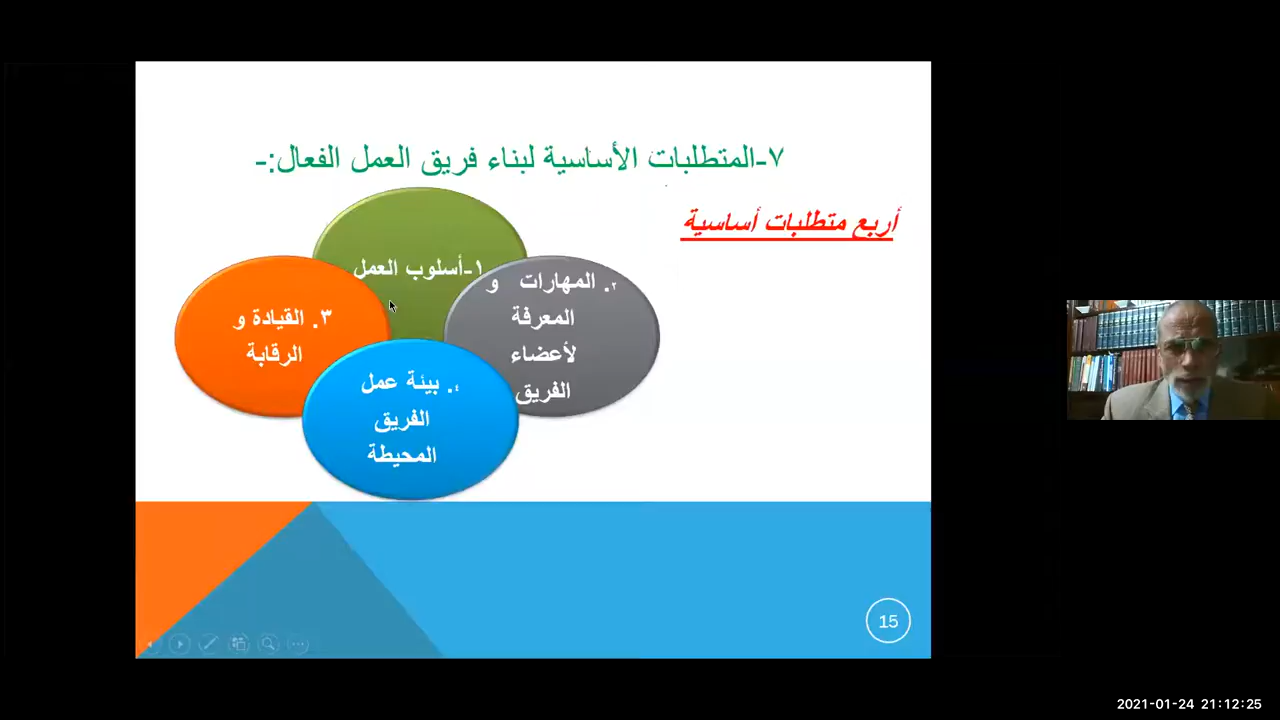 ٧-المتطلبات الأساسية لبناء فريق العمل الفعال:-
أربع متطلبات أساسية
١-أسلوب العمل
٢. المهارات و
المعرفة
لأعضاء
الفريق
٣. القيادة و
الرقابة
٤. بيئة عمل
الفريق
المحيطة
15
2021-01-24 21:12:25